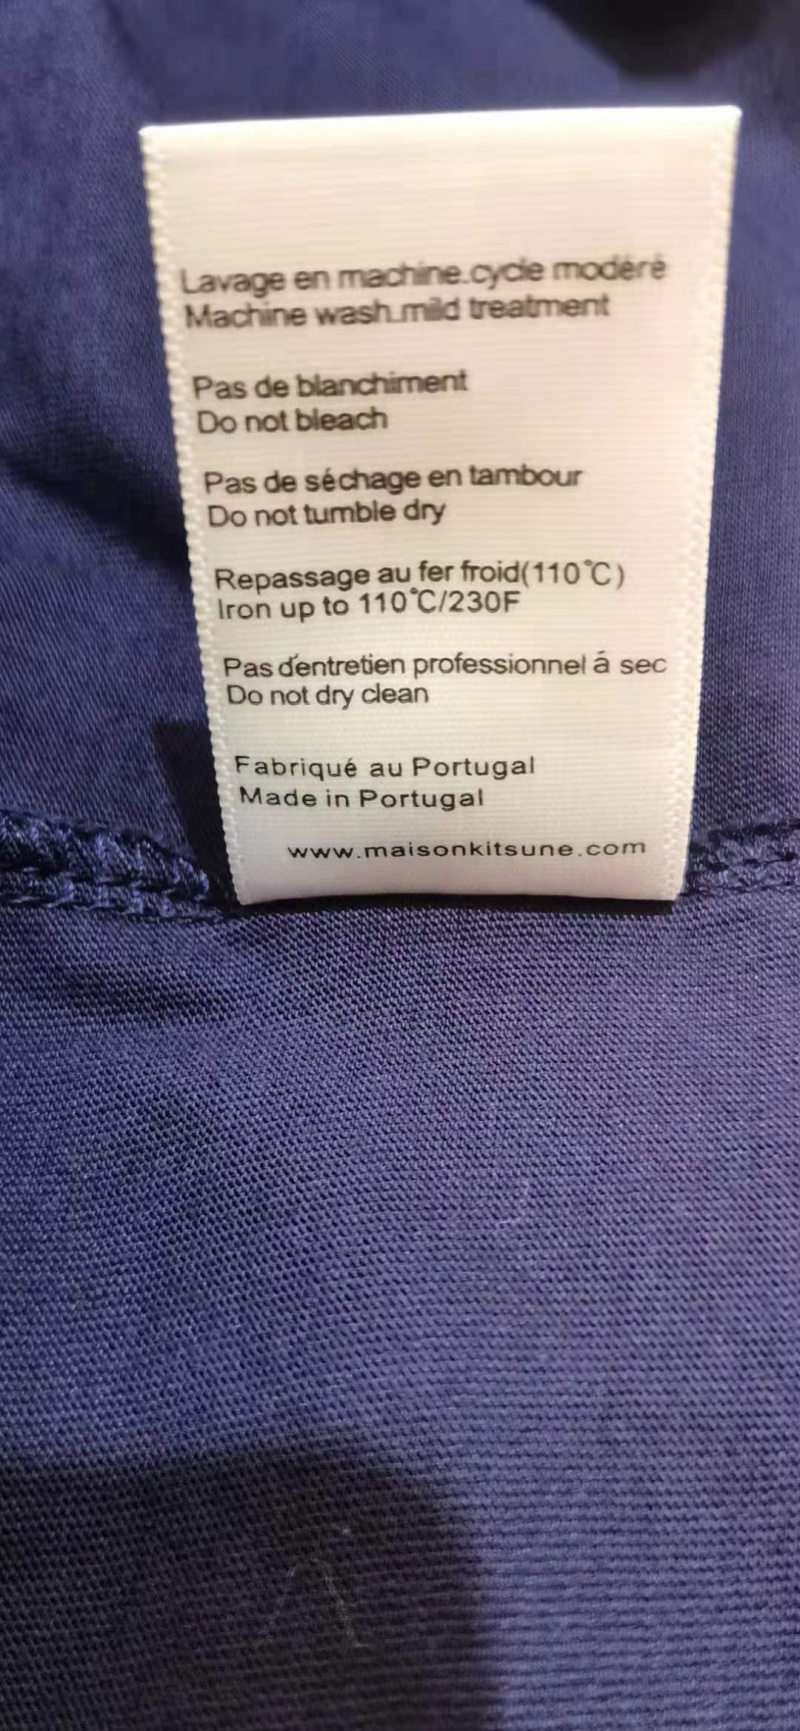 Lavage en machine.cycle modéré
Machine wash.mild treatment
Pas de blanchiment
Do not bleach
Pas de séchage en tambour
Do not tumble dry
Repassage au fer froid(110℃)
Iron up to 110℃/230F
Pas d'entretien professionnel á sec
Do not dry clean
Fabriqué au Portugal
Made in Portugal
www.maisonkitsune.com